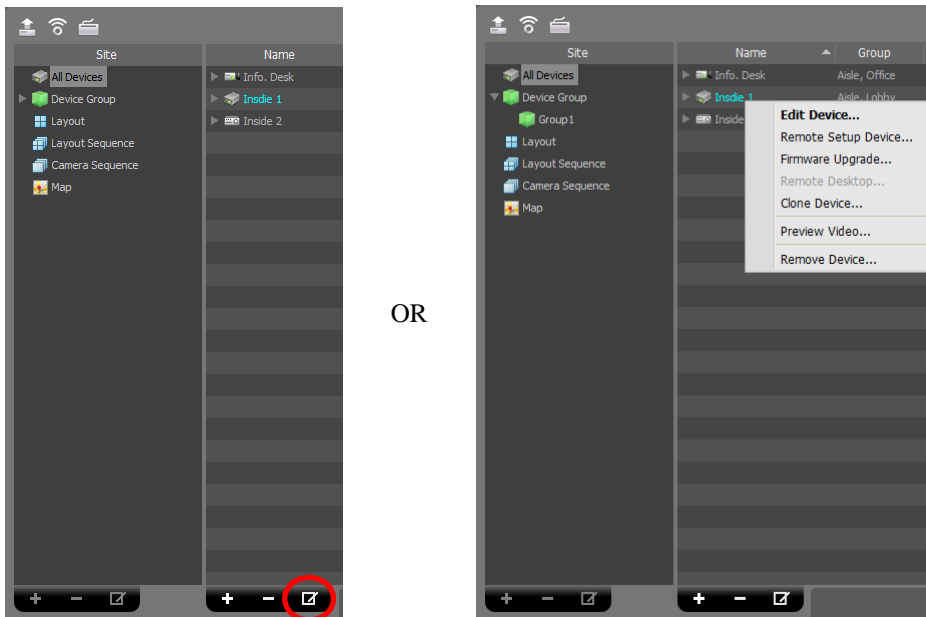 Site
Name
All Devices
Info. Desk
Device Group
Insdie 1
Layout
Inside 2
Layout Sequence
Camera Sequence
Map
OR
Site
Name
Group
All Devices
Info. Desk
Aisle, Office
Device Group
Insdie 1
Aisle, Lobby
Group1
Inside
Layout
Layout Sequence
Camera Sequence
Map
Edit Device...
Remote Setup Device...
Firmware Upgrade...
Remote Desktop...
Clone Device...
Preview Video...
Remove Device...